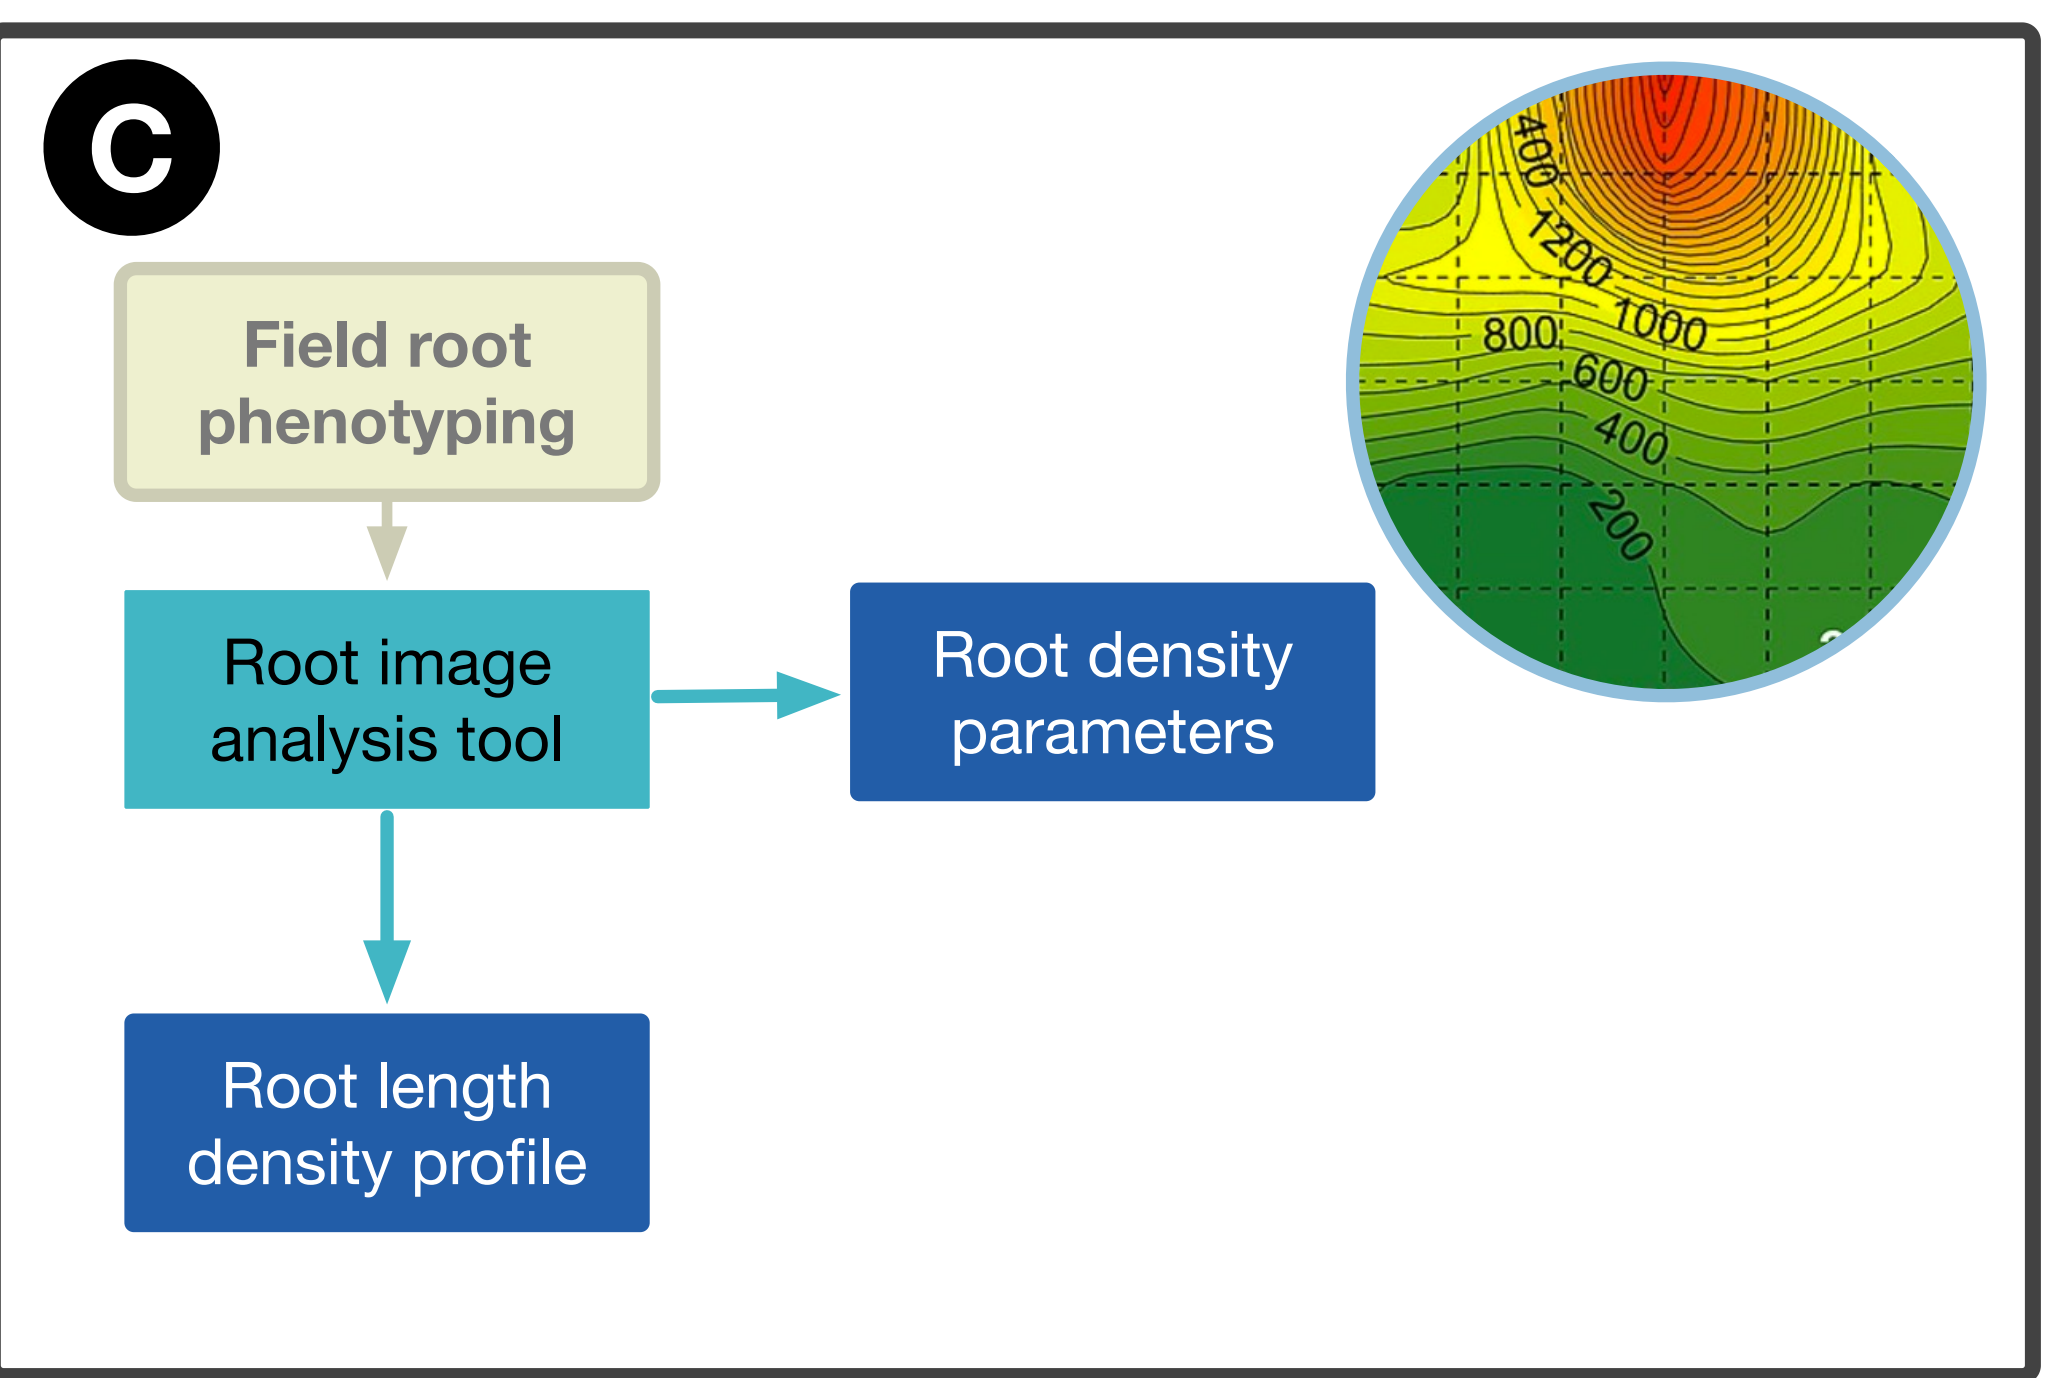 C
Field root
phenotyping
Root image
analysis tool
Root density
parameters
Root length
density profile
400
1200
1000
800
600
400
200